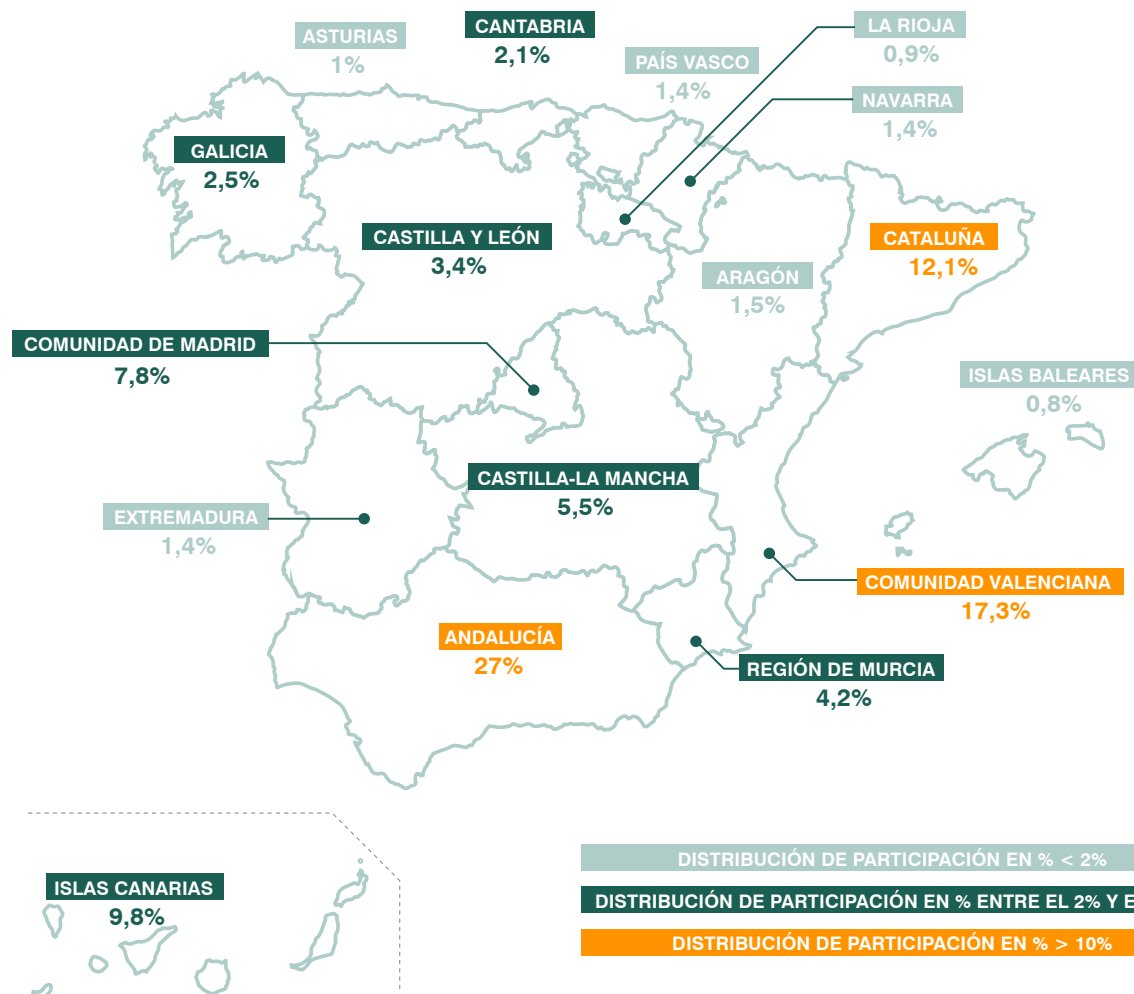 ASTURIAS
1%
CANTABRIA
2,1%
LA RIOJA
0,9%
PAÍS VASCO
1,4%
NAVARRA
1,4%
GALICIA
2,5%
CASTILLA Y LEÓN
3,4%
CATALUÑA
12,1%
ARAGÓN
1,5%
COMUNIDAD DE MADRID
7,8%
ISLAS BALEARES
0,8%
CASTILLA-LA MANCHA
5,5%
EXTREMADURA
1,4%
COMUNIDAD VALENCIANA
17,3%
ANDALUCÍA
27%
REGIÓN DE MURCIA
4,2%
ISLAS CANARIAS
9,8%
DISTRIBUCIÓN DE PARTICIPACIÓN EN % < 2%
DISTRIBUCIÓN DE PARTICIPACIÓN EN % ENTRE EL 2% Y E
DISTRIBUCIÓN DE PARTICIPACIÓN EN % > 10%